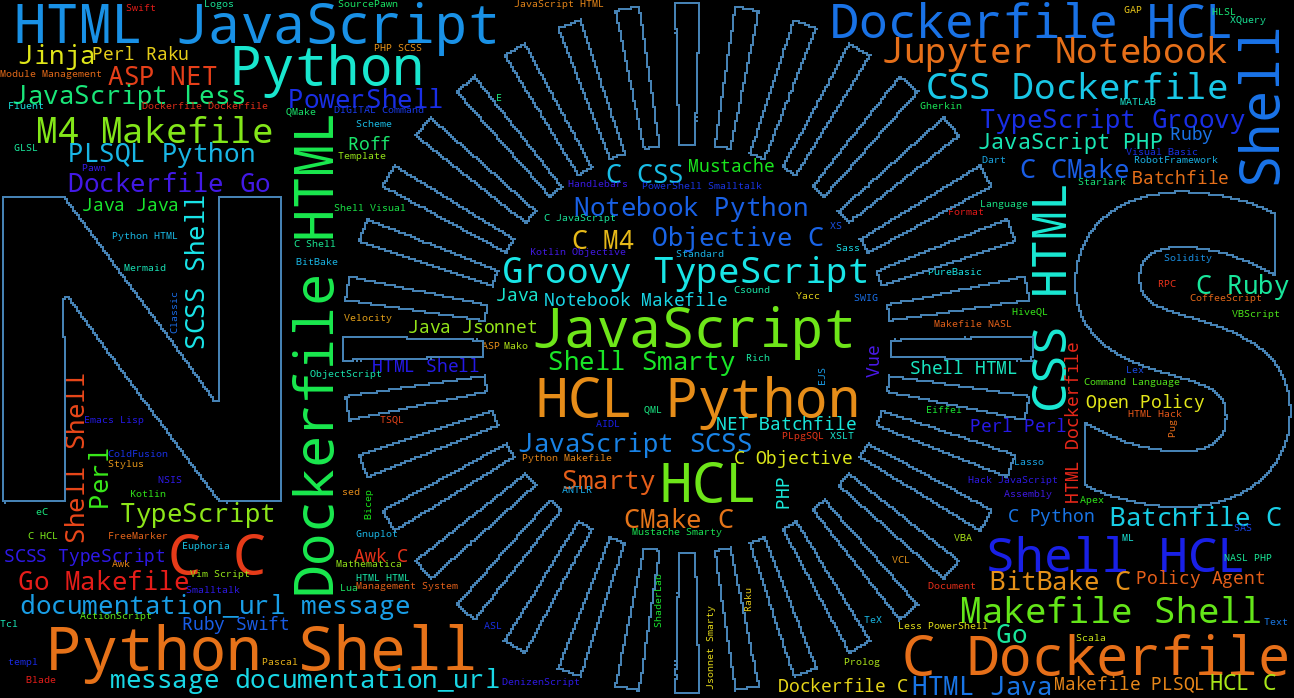 HTML JavaScript
Swift
Logos
SourcePawn
JavaScript HTML
Dockerfile HCL
GAP
HLSL
XQuery
Jinja
Perl Raku
PHP SCSS
Jupyter Notebook
Shell
Module Management
ASP NET
Python
CSS Dockerfile
JavaScript Less
PowerShell
E
MATLAB
Fluent
Dockerfile Dockerfile
QMake
DIGITAL Command
Gherkin
TypeScript Groovy
M4 Makefile
Scheme
Ruby
GLSL
PLSQL Python
Roff
Template
JavaScript PHP
Visual Basic
Pawn
C CSS
Mustache
Dart
C CMake
RobotFramework
Dockerfile Go
Handlebars
PowerShell Smalltalk
Starlark
Batchfile
Java Java
Shell Visual
Notebook Python
Language
Format
C JavaScript
XS
Python HTML
SCSS Shell
Dockerfile HTML
C Shell
C M4
Objective C
CSS HTML
Kotlin Objective
Standard
Sass
Solidity
BitBake
Mermaid
Groovy TypeScript
PureBasic
RPC
C Ruby
Classic
Java
Notebook Makefile
Csound
Yacc
SWIG
CoffeeScript
Velocity
Java Jsonnet
JavaScript
Makefile NASL
HiveQL
VBScript
ASP
Mako
HTML Shell
Shell Smarty
Rich
Vue
Shell HTML
ObjectScript
EJS
Lex
Command Language
HCL Python
Open Policy
Shell Shell
Emacs Lisp
TSQL
QML
Eiffel
HTML Hack
AIDL
NET Batchfile
Perl Perl
Pug
HTML Dockerfile
JavaScript SCSS
PLpgSQL
XSLT
ColdFusion
Stylus
Python Makefile
C Objective
Lasso
Perl
NSIS
Smarty
HCL
PHP
Hack JavaScript
Kotlin
sed
Bicep
ANTLR
Assembly
Apex
eC
TypeScript
CMake C
C Python
Batchfile C
C HCL
FreeMarker
Gnuplot
Mustache Smarty
VBA
ML
SAS
SCSS TypeScript
Euphoria
C C
Awk C
VCL
Shell HCL
NASL PHP
Awk
Vim Script
Mathematica
Go Makefile
HTML HTML
BitBake C
Policy Agent
Smalltalk
Lua
Management System
ShaderLab
Raku
Document
documentation_url message
Makefile Shell
ActionScript
Tcl
Ruby Swift
ASL
Jsonnet Smarty
TeX
Less PowerShell
Text
Go
Scala
Python Shell
templ
Pascal
Prolog
C Dockerfile
Blade
message documentation_url
DenizenScript
Dockerfile C
HTML Java
Makefile PLSQL
HCL C